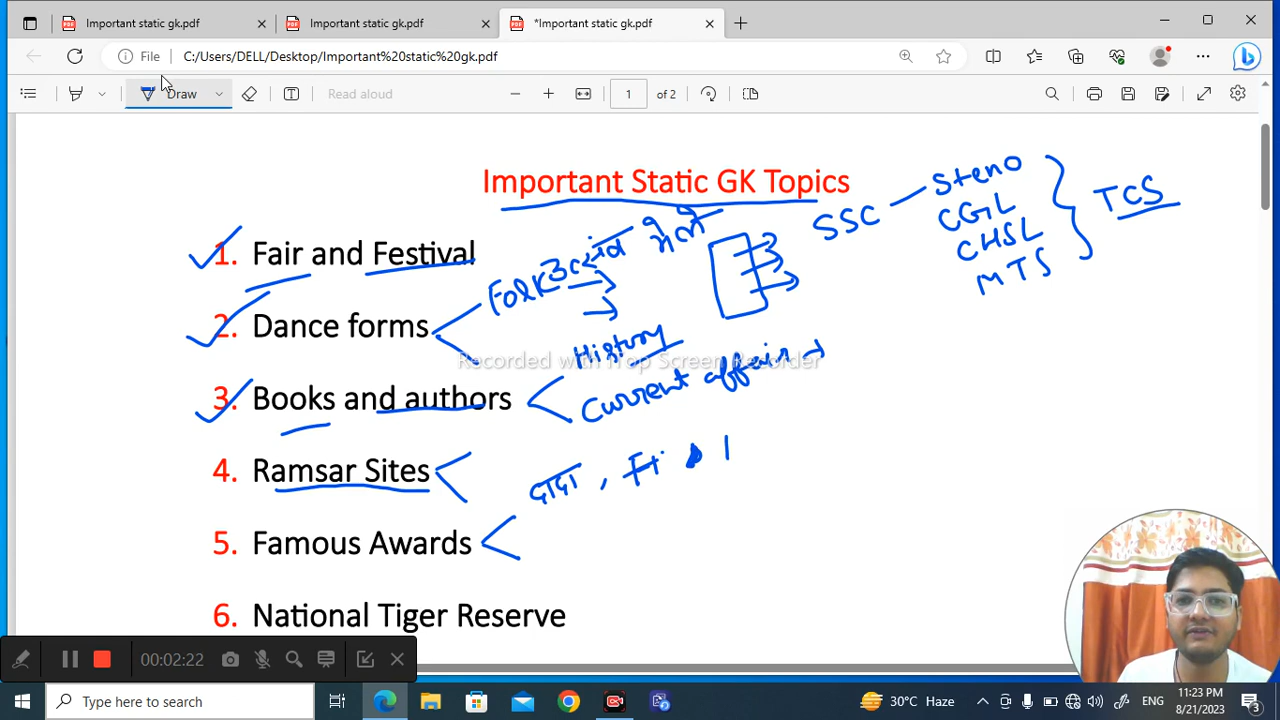 Important static gk.pdf
Important static gk.pdf
*Important static gk.pdf
File
C:/Users/DELL/Desktop/Important%20static%20gk.pdf
Draw
Read aloud
1
of 2
Important Static GK Topics
SSC
Steno
CGL
CHSL
MTS
TCS
1. Fair and Festival
2. Dance forms
Folk
History
Recorded with iTop Screen Recorder
3. Books and authors
Current affair
4. Ramsar Sites
5. Famous Awards
6. National Tiger Reserve
00:02:22
Type here to search
30°C Haze
ENG
11:23 PM
8/21/2023
3